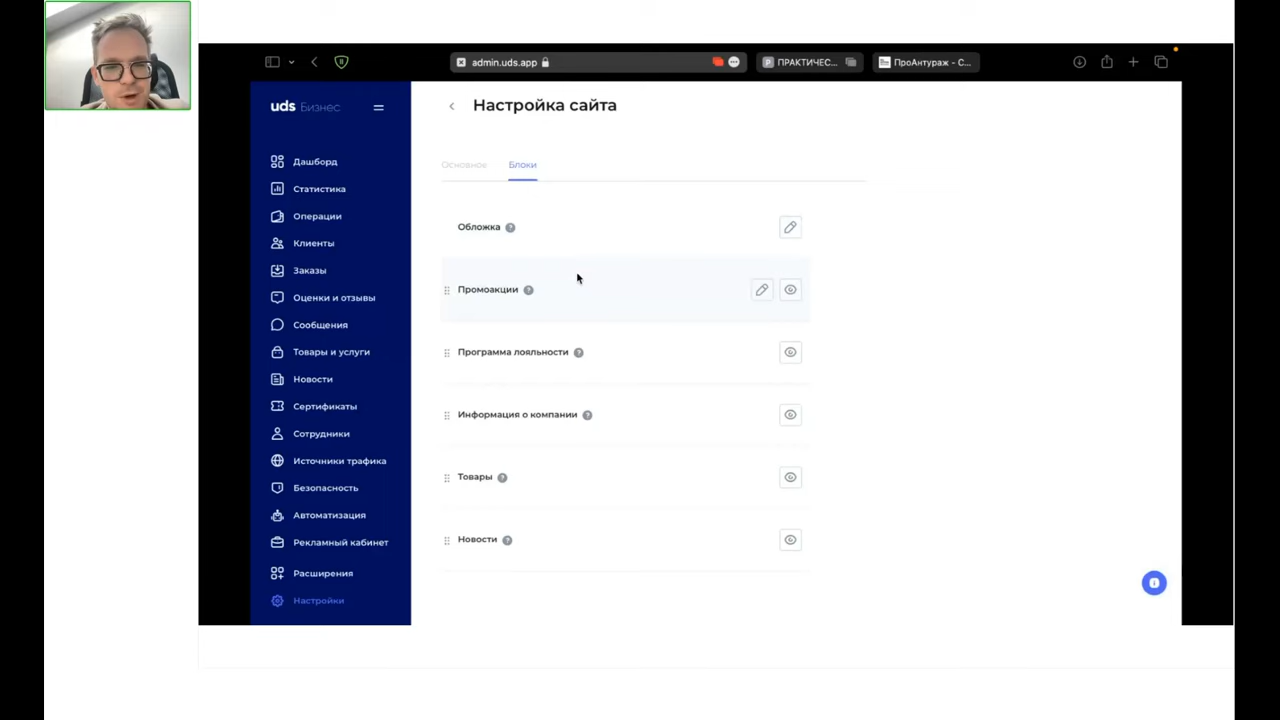 admin.uds.app
ПРАКТИЧЕС...
ПроАнтураж - С...
uds Бизнес
Настройка сайта
Основное
Блоки
Дашборд
Статистика
Операции
Клиенты
Заказы
Оценки и отзывы
Сообщения
Товары и услуги
Новости
Сертификаты
Сотрудники
Источники трафика
Безопасность
Автоматизация
Рекламный кабинет
Расширения
Настройки
Обложка
Промоакции
Программа лояльности
Информация о компании
Товары
Новости